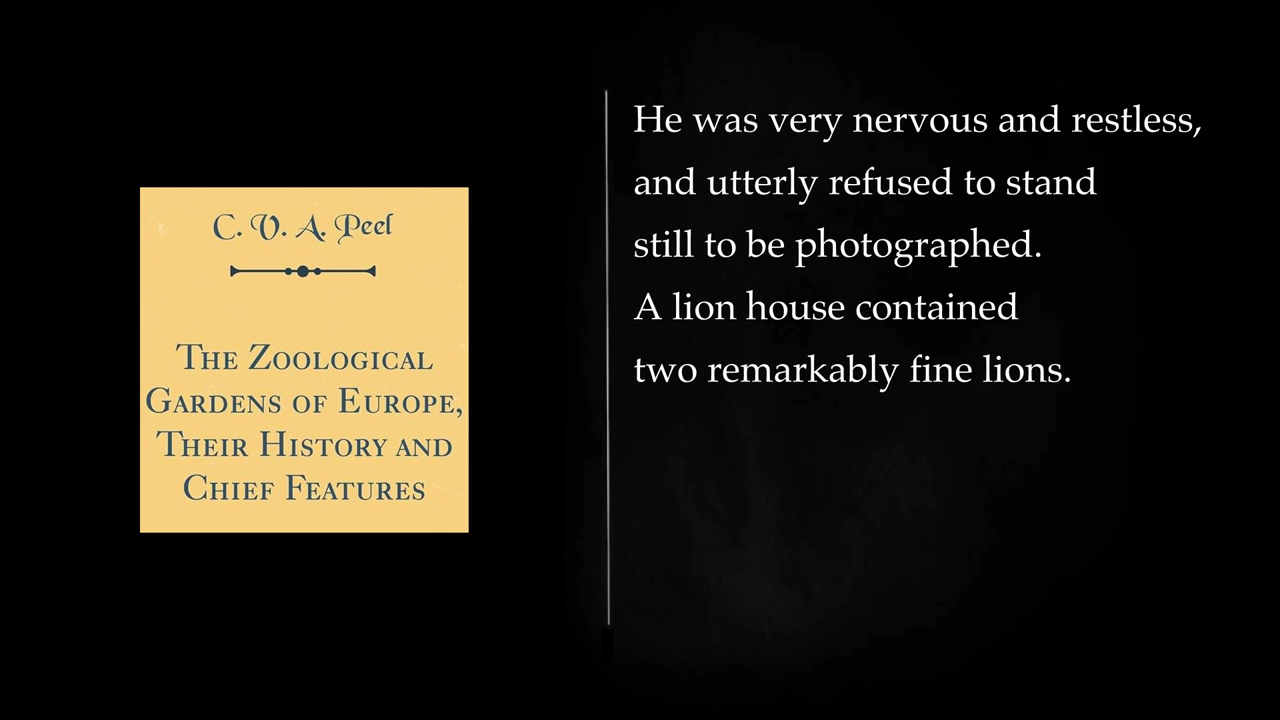 C. V. A. Peel
The Zoological
Gardens of Europe,
Their History and
Chief Features
He was very nervous and restless,
and utterly refused to stand
still to be photographed.
A lion house contained
two remarkably fine lions.